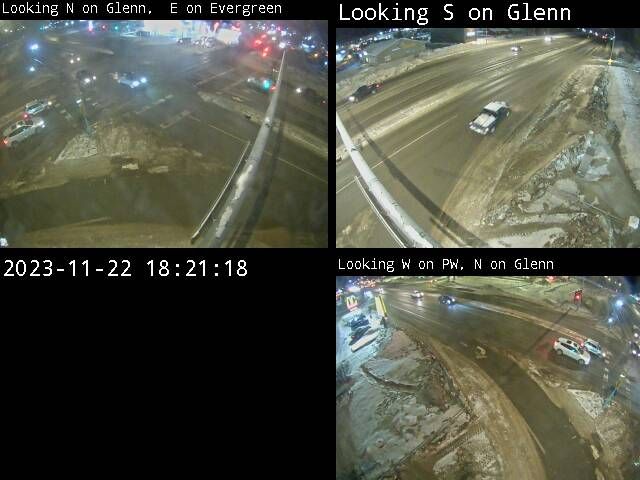 Looking N on Glenn,  E on Evergreen
Looking S on Glenn
2023-11-22 18:21:18
Looking W on PW, N on Glenn